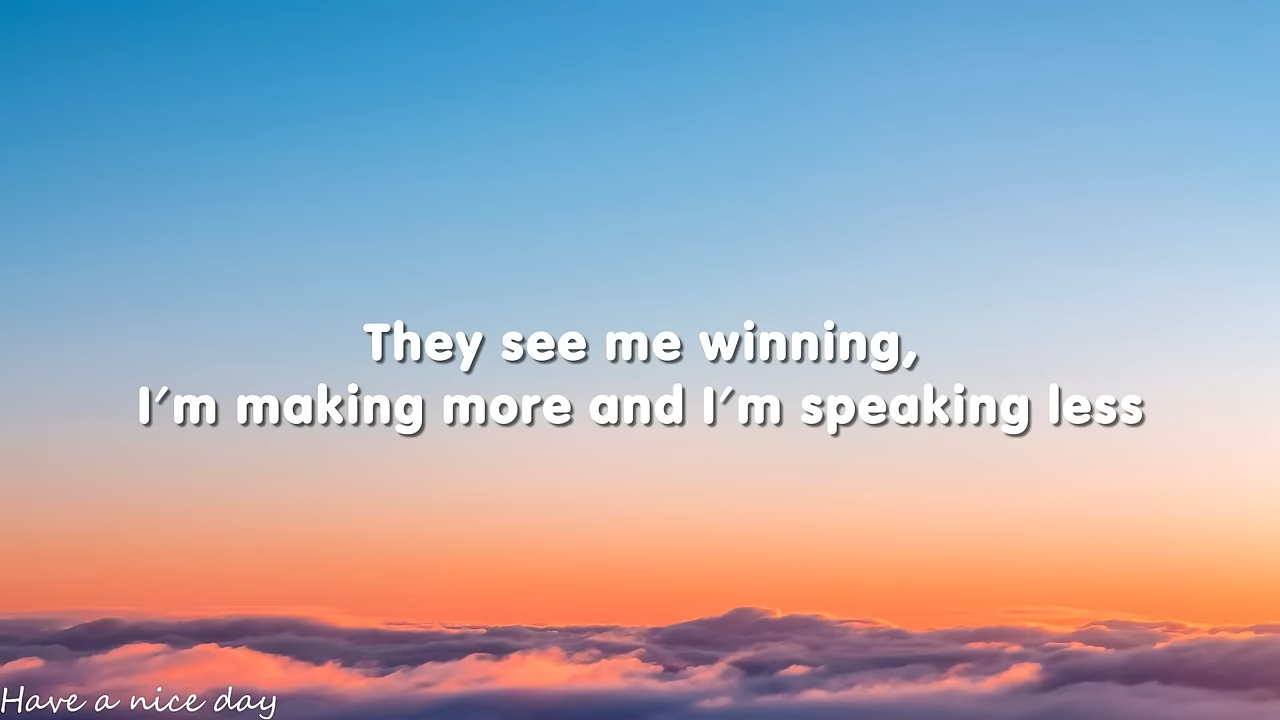 They see me winning,
I'm making more and I'm speaking less
Have a nice day